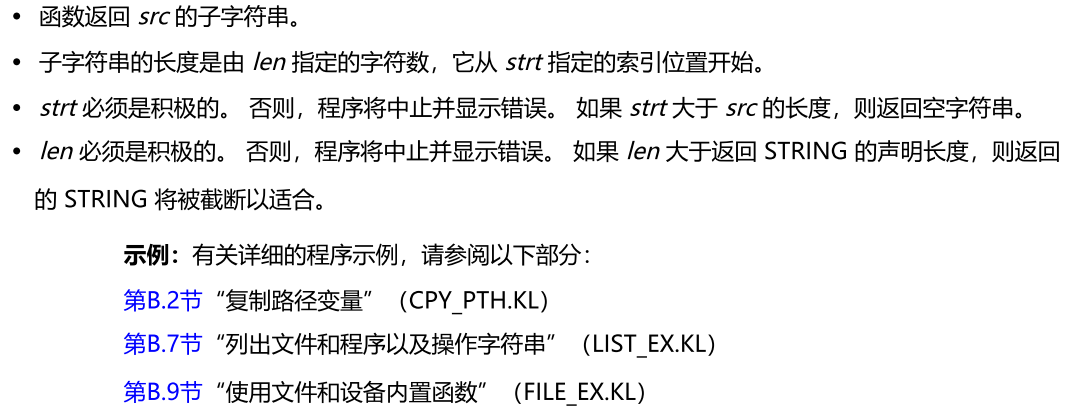 • 函数返回 src 的子字符串。
• 子字符串的长度是由 len 指定的字符数，它从 strt 指定的索引位置开始。
• strt 必须是积极的。 否则，程序将中止并显示错误。 如果 strt 大于 src 的长度，则返回空字符串。
• len 必须是积极的。 否则，程序将中止并显示错误。 如果 len 大于返回 STRING 的声明长度，则返回
的 STRING 将被截断以适合。
示例：有关详细的程序示例，请参阅以下部分：
第B.2节“复制路径变量”（CPY_PTH.KL）
第B.7节“列出文件和程序以及操作字符串”（LIST_EX.KL）
第B.9节“使用文件和设备内置函数”（FILE_EX.KL）